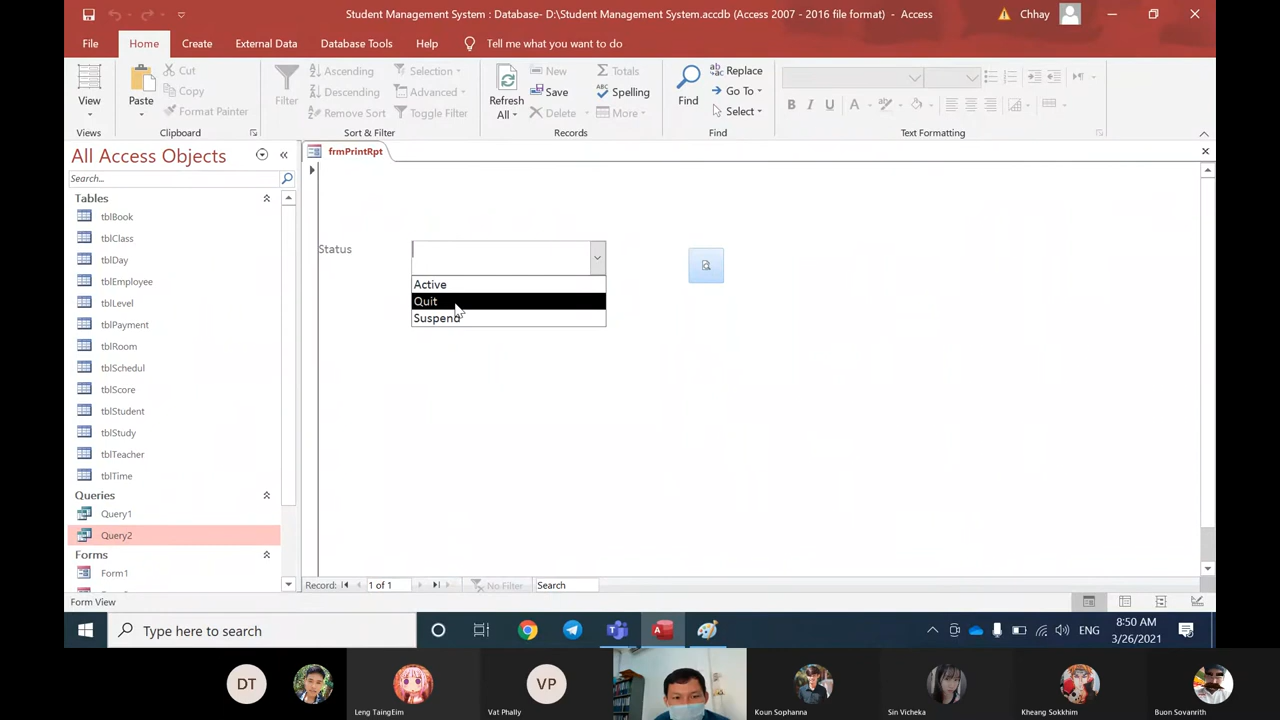 Student Management System : Database- D:\Student Management System.accdb (Access 2007 - 2016 file format) - Access
Chhay
File
Home
Create
External Data
Database Tools
Help
Tell me what you want to do
View
Views
Paste
Cut
Copy
Format Painter
Clipboard
Filter
Ascending
Descending
Remove Sort
Selection
Advanced
Toggle Filter
Sort & Filter
Refresh
All
New
Save
Delete
Totals
Spelling
More
Records
Find
Replace
Go To
Select
Find
B I U
A
Text Formatting
All Access Objects
Search...
Tables
tblBook
tblClass
tblDay
tblEmployee
tblLevel
tblPayment
tblRoom
tblSchedul
tblScore
tblStudent
tblStudy
tblTeacher
tblTime
Queries
Query1
Query2
Forms
Form1
frmPrintRpt
Status
Active
Quit
Suspend
Record:
1 of 1
No Filter
Search
Form View
Type here to search
ENG
8:50 AM
3/26/2021
DT
Leng TaingEim
VP
Vat Phally
Koun Sophanna
Sin Vicheka
Kheang Sokkhim
Buon Sovanrith